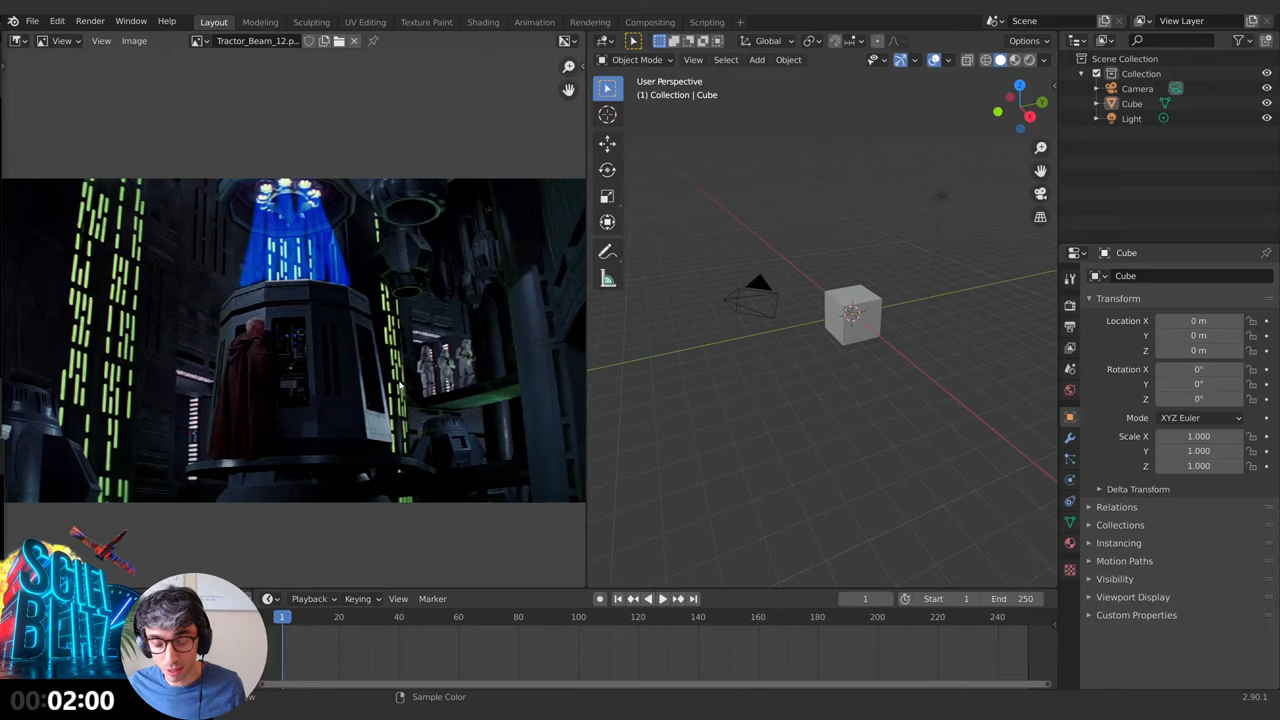 File Edit Render Window Help Layout Modeling Sculpting UV Editing Texture Paint Shading Animation Rendering Compositing Scripting + Scene View Layer
View View Image Tractor_Beam_12.p... Global Options
Object Mode View Select Add Object
User Perspective
(1) Collection | Cube
Z
Y
X
Scene Collection
Collection
Camera
Cube
Light
Cube
Cube
Transform
Location X 0 m
Y 0 m
Z 0 m
Rotation X 0°
Y 0°
Z 0°
Mode XYZ Euler
Scale X 1.000
Y 1.000
Z 1.000
Delta Transform
Relations
Collections
Instancing
Motion Paths
Visibility
Viewport Display
Custom Properties
Playback Keying View Marker 1 Start 1 End 250
1 20 40 60 80 100 120 140 160 180 200 220 240
SCIFI
BLITZ
00:02:00
Sample Color
2.90.1